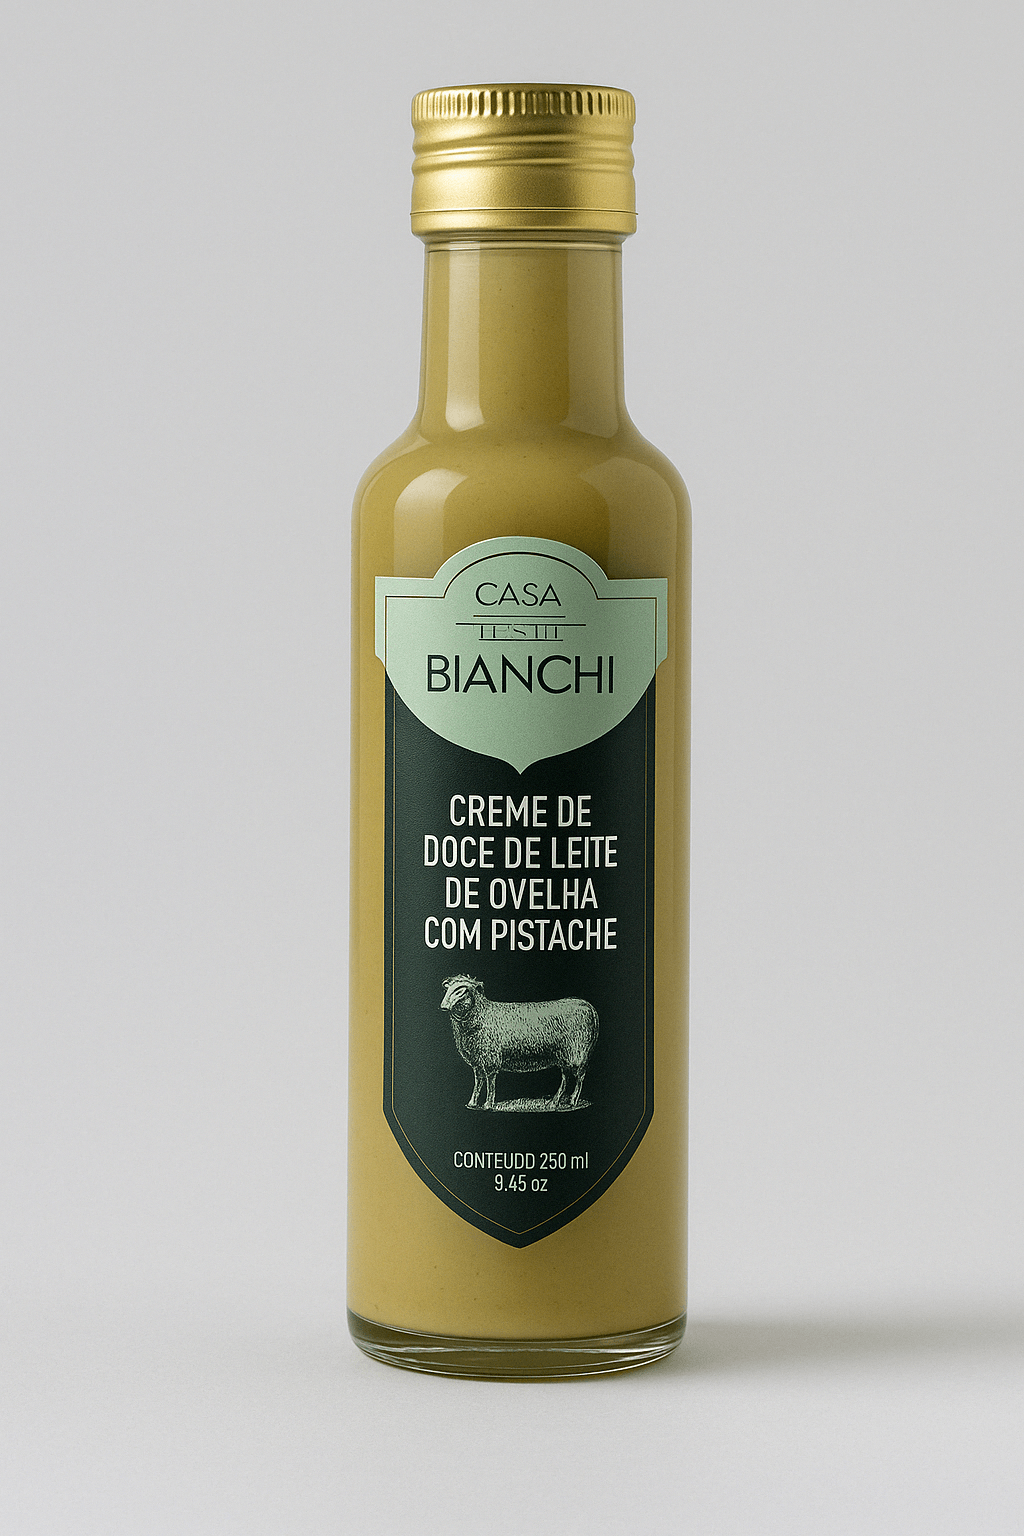 CASA
BIANCHI
CREME DE
DOCE DE LEITE
DE OVELHA
COM PISTACHE
CONTEUDD 250 ml
9.45 oz